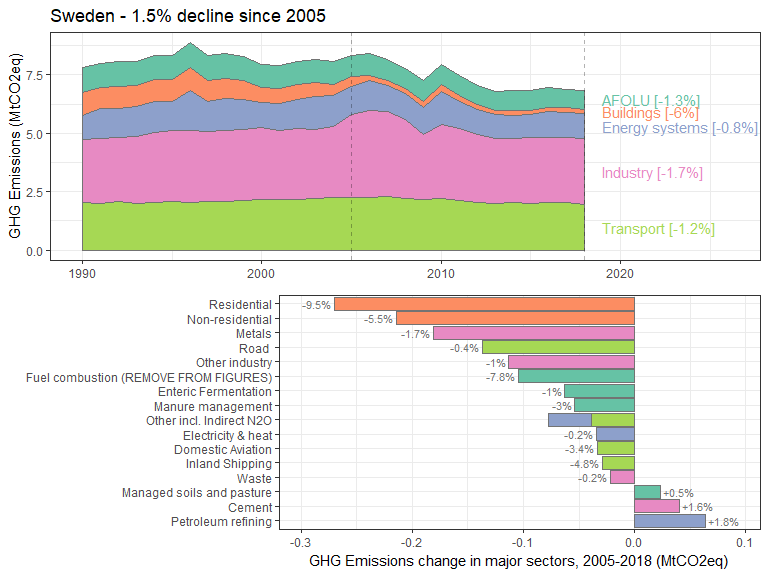 Sweden - 1.5% decline since 2005
GHG Emissions (MtCO2eq)
7.5
5.0
2.5
0.0
1990
2000
2010
2020
AFOLU [-1.3%]
Buildings [-6%]
Energy systems [-0.8%]
Industry [-1.7%]
Transport [-1.2%]
Residential -9.5%
Non-residential -5.5%
Metals -1.7%
Road -0.4%
Other industry -1%
Fuel combustion (REMOVE FROM FIGURES) -7.8%
Enteric Fermentation -1%
Manure management -3%
Other incl. Indirect N2O
Electricity & heat -0.2%
Domestic Aviation -3.4%
Inland Shipping -4.8%
Waste -0.2%
Managed soils and pasture +0.5%
Cement +1.6%
Petroleum refining +1.8%
-0.3 -0.2 -0.1 0.0 0.1
GHG Emissions change in major sectors, 2005-2018 (MtCO2eq)